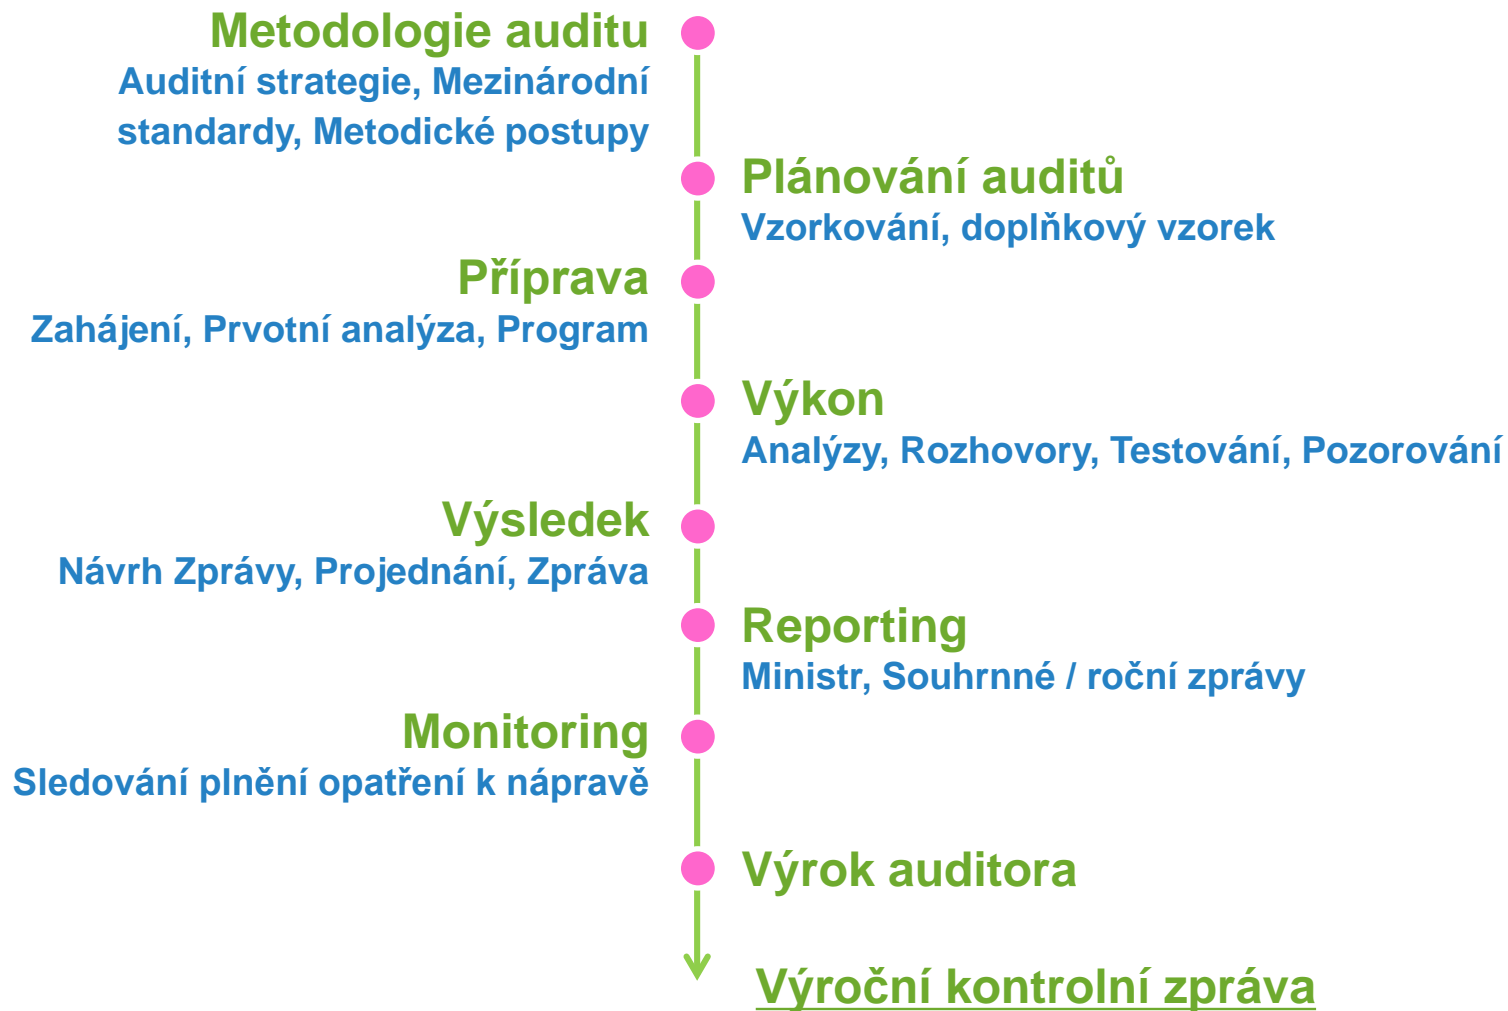 Metodologie auditu
Auditní strategie, Mezinárodní
standardy, Metodické postupy
Plánování auditů
Vzorkování, doplňkový vzorek
Příprava
Zahájení, Prvotní analýza, Program
Výkon
Analýzy, Rozhovory, Testování, Pozorování
Výsledek
Návrh Zprávy, Projednání, Zpráva
Reporting
Ministr, Souhrnné / roční zprávy
Monitoring
Sledování plnění opatření k nápravě
Výrok auditora
Výroční kontrolní zpráva